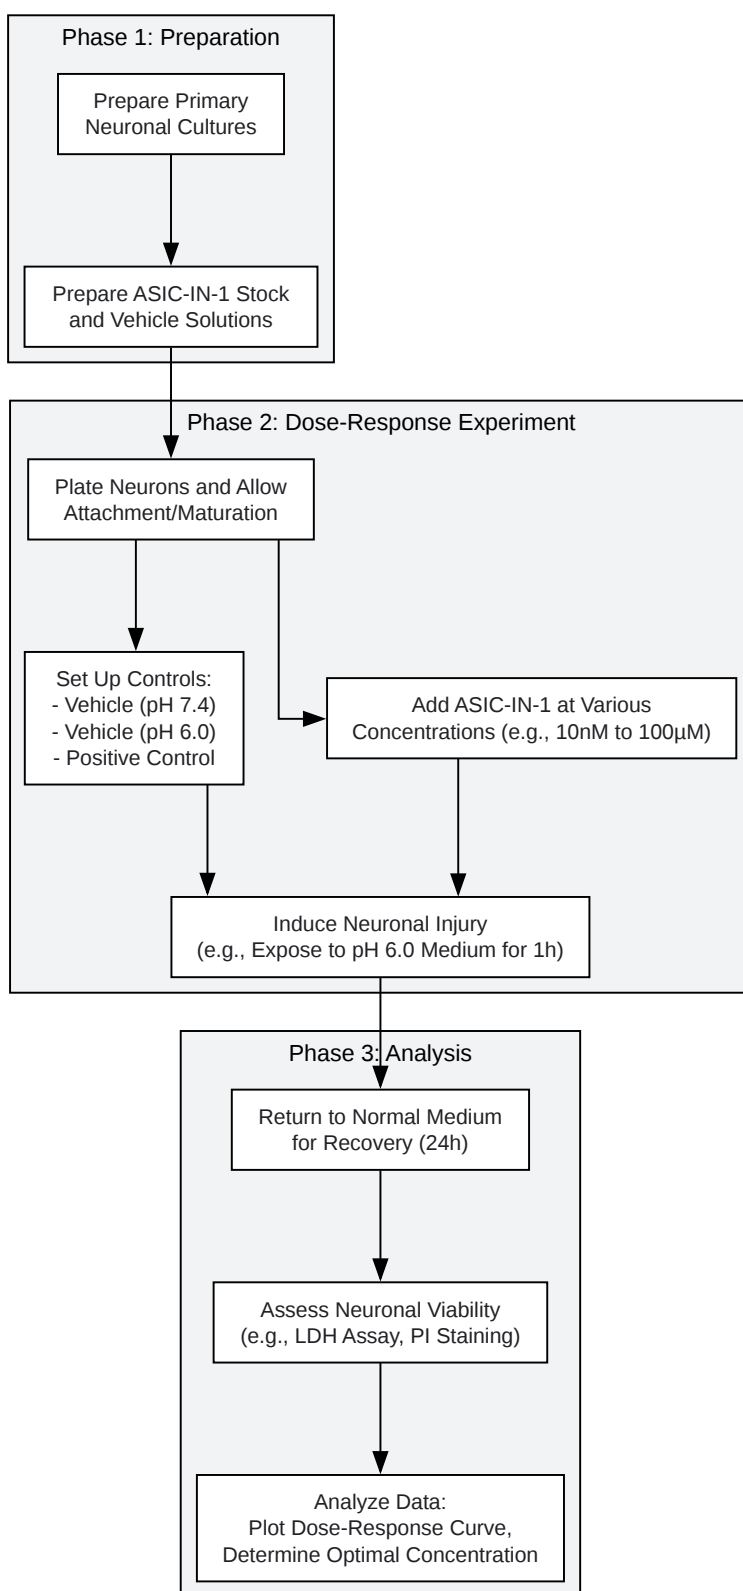 Phase 1: Preparation
Prepare Primary
Neuronal Cultures
Prepare ASIC-IN-1 Stock
and Vehicle Solutions
Phase 2: Dose-Response Experiment
Plate Neurons and Allow
Attachment/Maturation
Set Up Controls:
- Vehicle (pH 7.4)
- Vehicle (pH 6.0)
- Positive Control
Add ASIC-IN-1 at Various
Concentrations (e.g., 10nM to 100µM)
Induce Neuronal Injury
(e.g., Expose to pH 6.0 Medium for 1h)
Phase 3: Analysis
Return to Normal Medium
for Recovery (24h)
Assess Neuronal Viability
(e.g., LDH Assay, PI Staining)
Analyze Data:
Plot Dose-Response Curve,
Determine Optimal Concentration